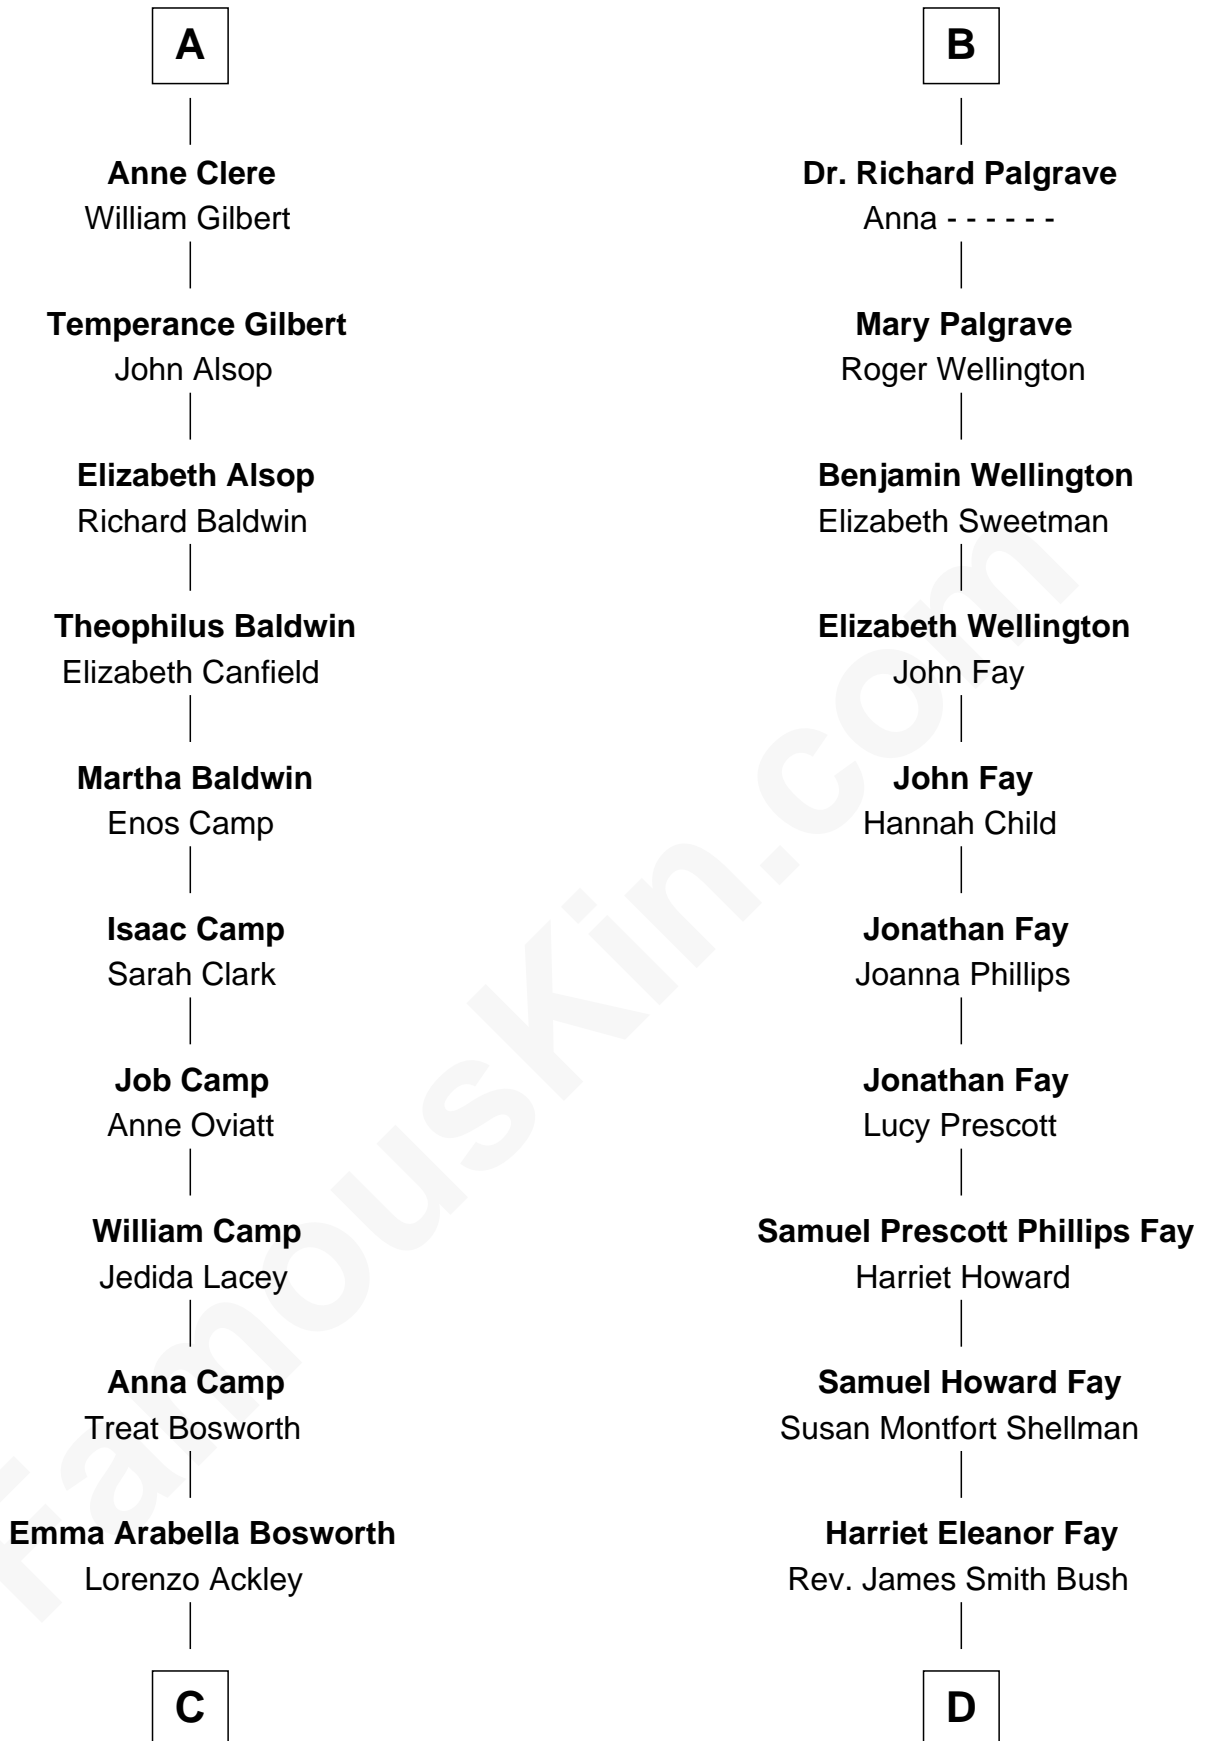 A
Anne Clere
William Gilbert
Temperance Gilbert
John Alsop
Elizabeth Alsop
Richard Baldwin
Theophilus Baldwin
Elizabeth Canfield
Martha Baldwin
Enos Camp
Isaac Camp
Sarah Clark
Job Camp
Anne Oviatt
William Camp
Jedida Lacey
Anna Camp
Treat Bosworth
Emma Arabella Bosworth
Lorenzo Ackley
C
B
Dr. Richard Palgrave
Anna - - - - - -
Mary Palgrave
Roger Wellington
Benjamin Wellington
Elizabeth Sweetman
Elizabeth Wellington
John Fay
John Fay
Hannah Child
Jonathan Fay
Joanna Phillips
Jonathan Fay
Lucy Prescott
Samuel Prescott Phillips Fay
Harriet Howard
Samuel Howard Fay
Susan Montfort Shellman
Harriet Eleanor Fay
Rev. James Smith Bush
D
FamousKin.com